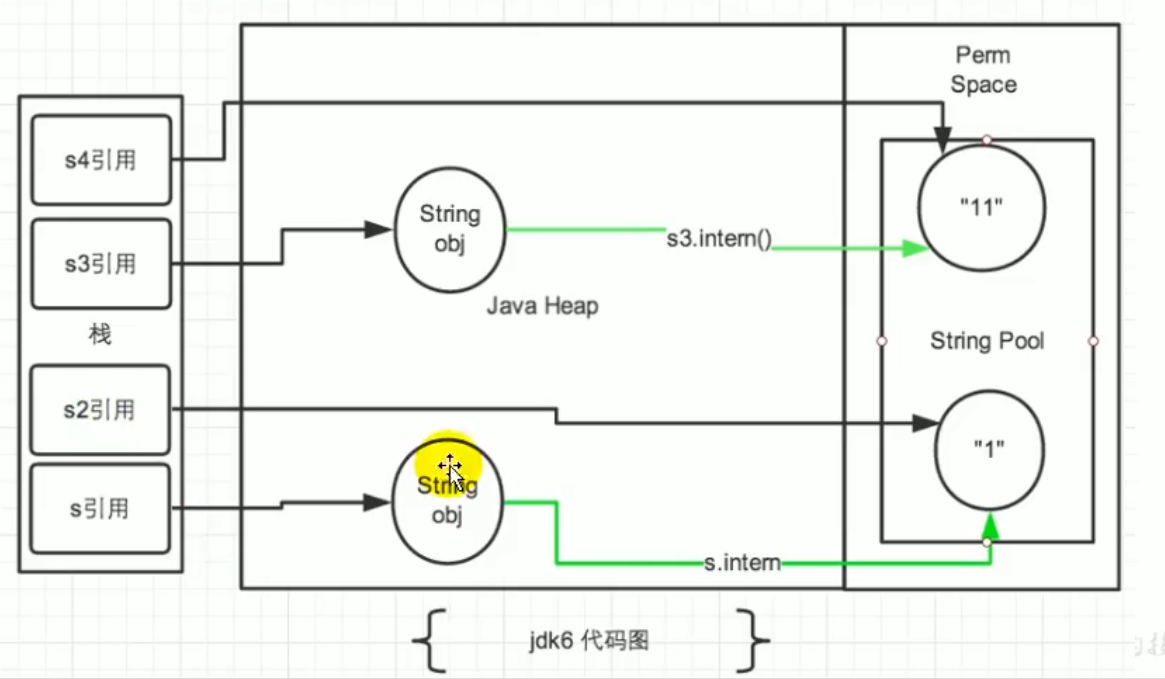 Perm
Space
s4引用
"11"
String
obj
s3.intern()
s3引用
Java Heap
栈
String Pool
s2引用
"1"
String
obj
s引用
s.intern
jdk6 代码图